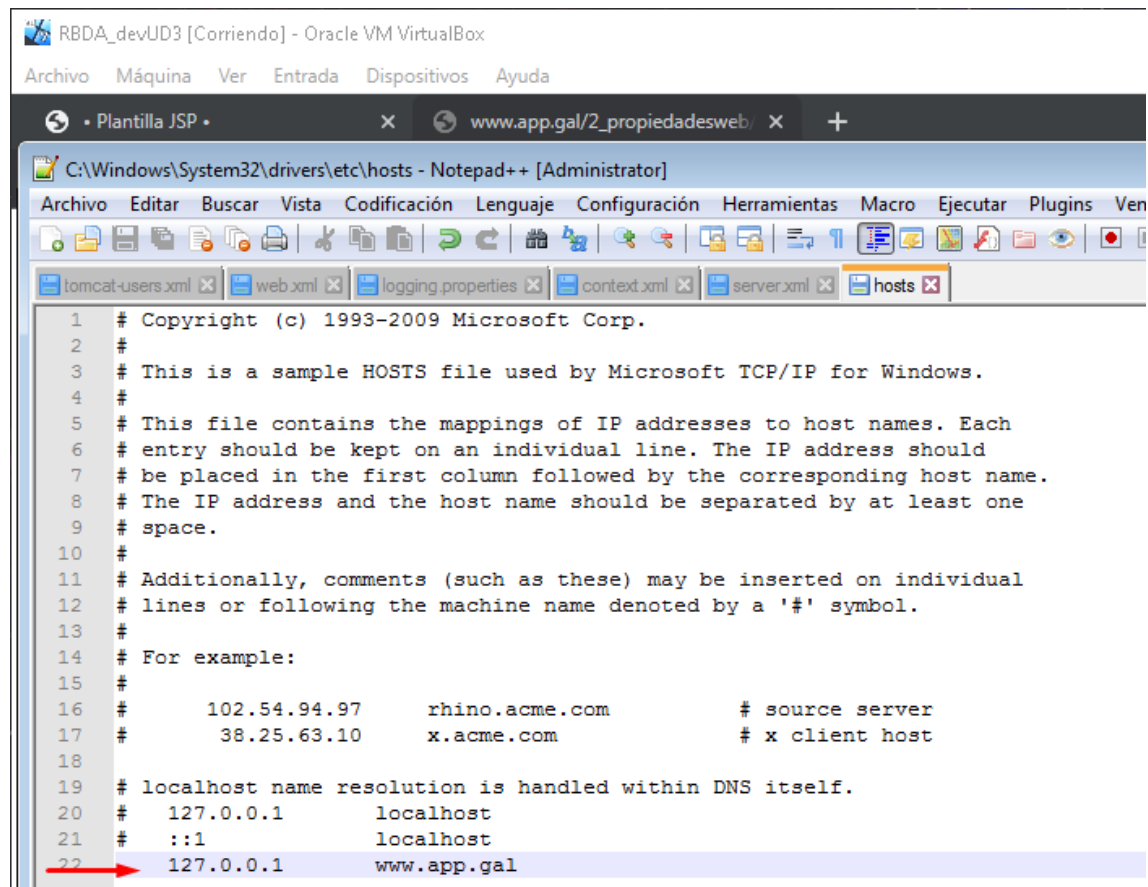 RBDA_devUD3 [Corriendo] - Oracle VM VirtualBox
Archivo Máquina Ver Entrada Dispositivos Ayuda
• Plantilla JSP • × www.app.gal/2_propiedadesweb/ × +
C:\Windows\System32\drivers\etc\hosts - Notepad++ [Administrator]
Archivo Editar Buscar Vista Codificación Lenguaje Configuración Herramientas Macro Ejecutar Plugins Ven
tomcat-users.xml web.xml logging.properties context.xml server.xml hosts
1 # Copyright (c) 1993-2009 Microsoft Corp.
2 #
3 # This is a sample HOSTS file used by Microsoft TCP/IP for Windows.
4 #
5 # This file contains the mappings of IP addresses to host names. Each
6 # entry should be kept on an individual line. The IP address should
7 # be placed in the first column followed by the corresponding host name.
8 # The IP address and the host name should be separated by at least one
9 # space.
10 #
11 # Additionally, comments (such as these) may be inserted on individual
12 # lines or following the machine name denoted by a '#' symbol.
13 #
14 # For example:
15 #
16 # 102.54.94.97 rhino.acme.com # source server
17 # 38.25.63.10 x.acme.com # x client host
18
19 # localhost name resolution is handled within DNS itself.
20 # 127.0.0.1 localhost
21 # ::1 localhost
22 127.0.0.1 www.app.gal